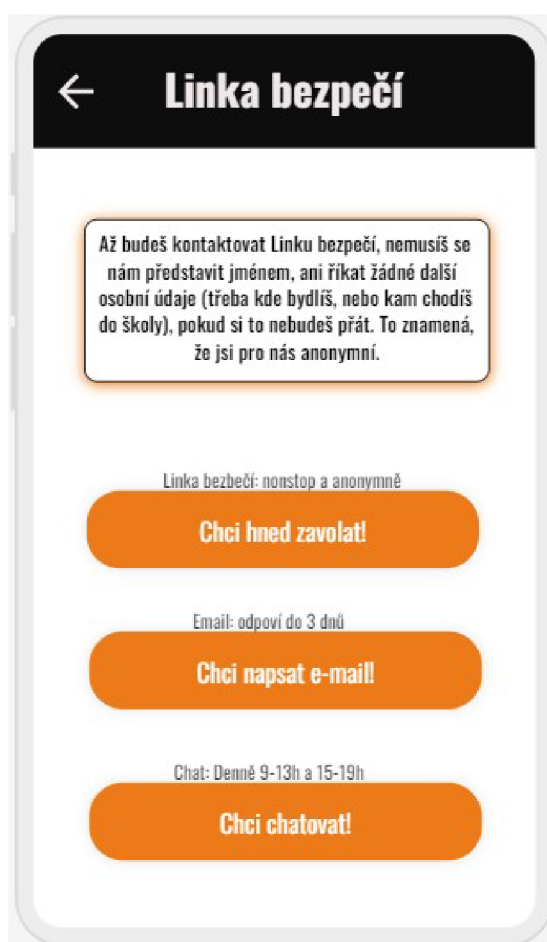 Linka bezpečí
Až budeš kontaktovat Linku bezpečí, nemusíš se
nám představit jménem, ani říkat žádné další
osobní údaje (třeba kde bydlíš, nebo kam chodíš
do školy), pokud si to nebudeš přát. To znamená,
že jsi pro nás anonymní.
Linka bezbečí: nonstop a anonymně
Chci hned zavolat!
Email: odpoví do 3 dnů
Chci napsat e-mail!
Chat: Denně 9-13h a 15-19h
Chci chatovat!